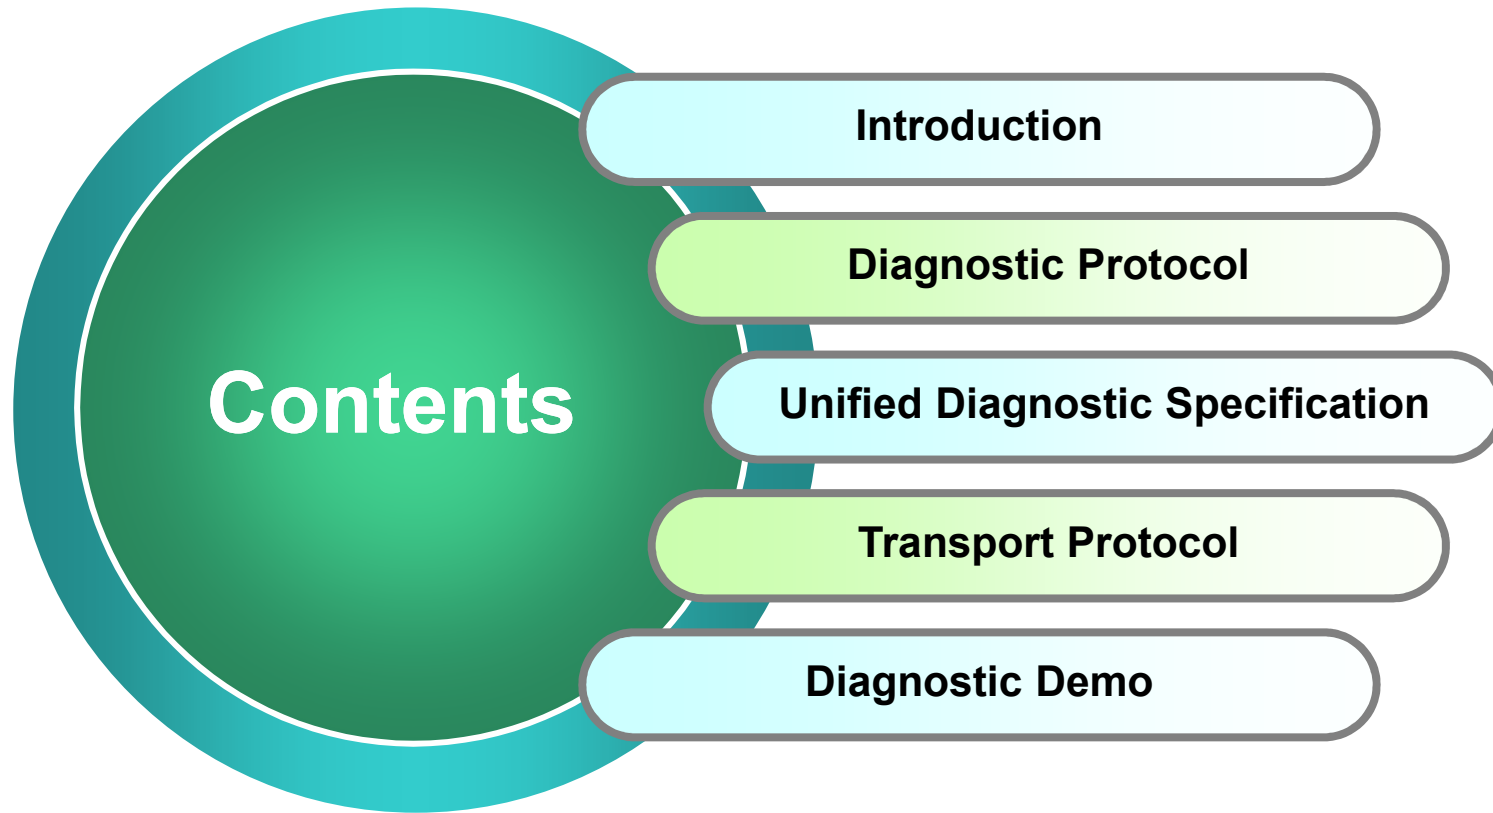 Contents
Introduction
Diagnostic Protocol
Unified Diagnostic Specification
Transport Protocol
Diagnostic Demo